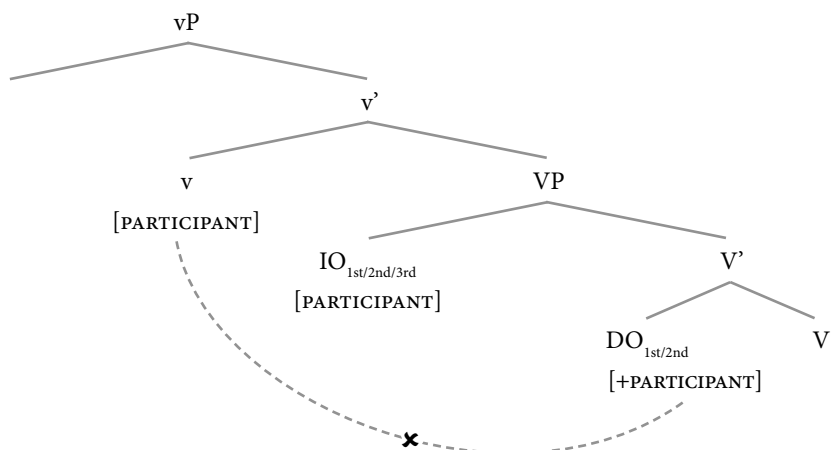 vP
v’
v VP
[PARTICIPANT]
IO1st/2nd/3rd V’
[PARTICIPANT]
DO1st/2nd V
[+PARTICIPANT]
✘